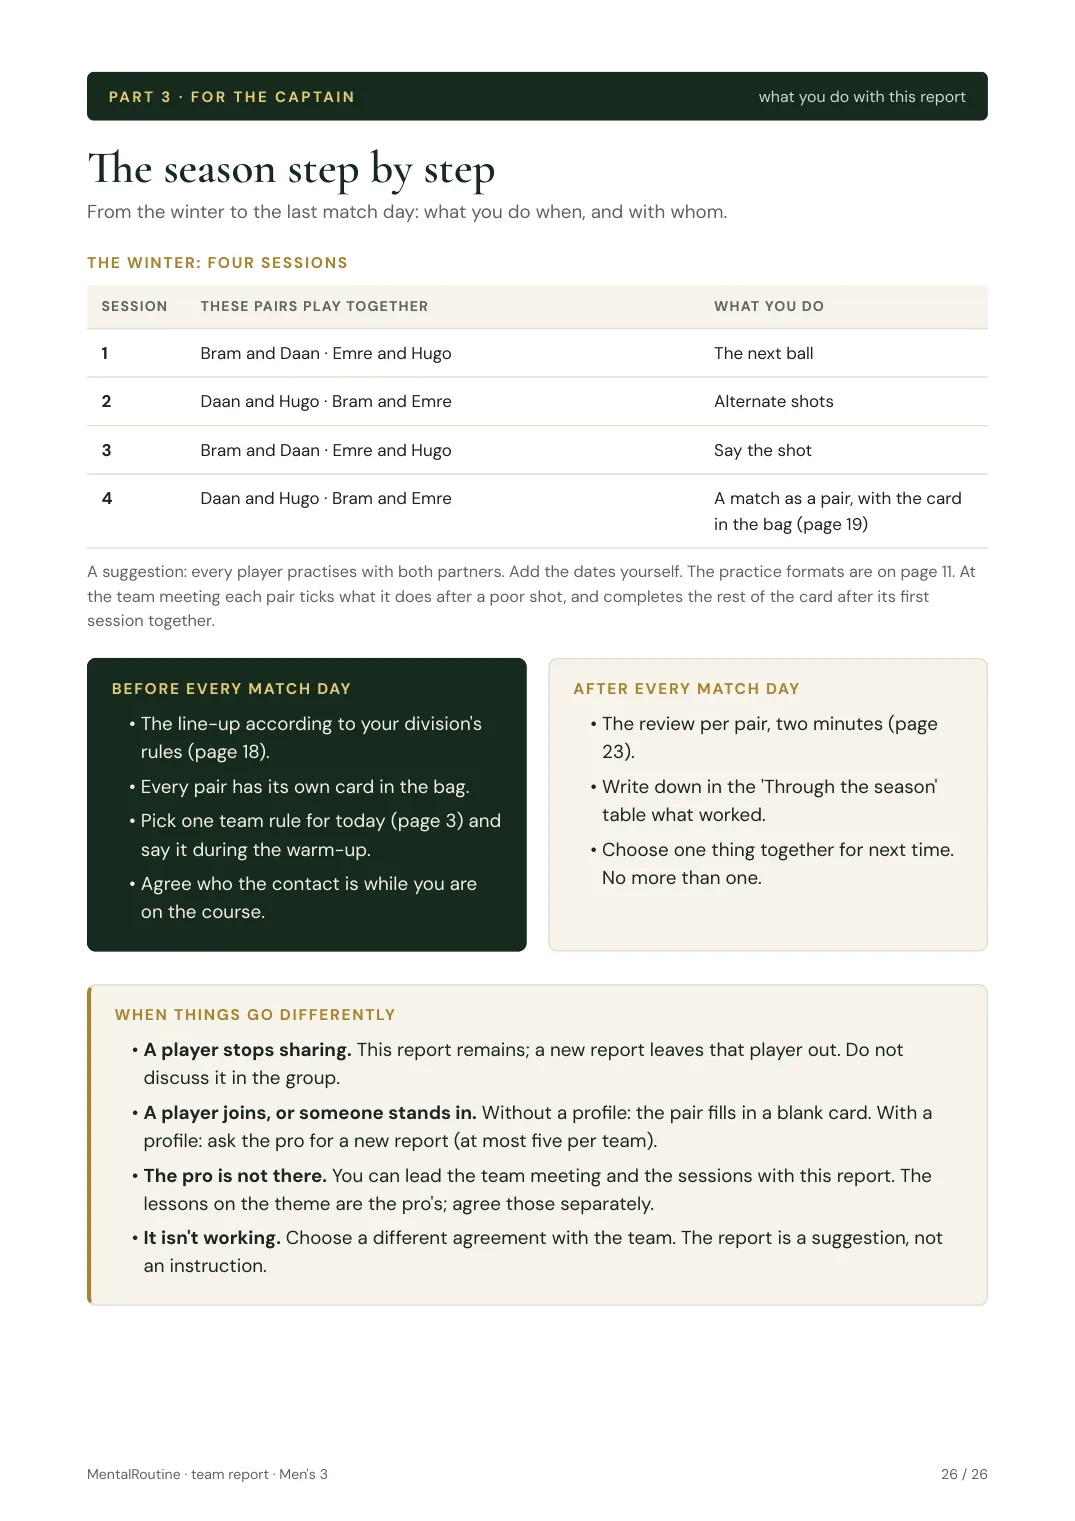 PART 3 · FOR THE CAPTAIN
what you do with this report
The season step by step
From the winter to the last match day: what you do when, and with whom.
THE WINTER: FOUR SESSIONS
SESSION THESE PAIRS PLAY TOGETHER WHAT YOU DO
1 Bram and Daan · Emre and Hugo The next ball
2 Daan and Hugo · Bram and Emre Alternate shots
3 Bram and Daan · Emre and Hugo Say the shot
4 Daan and Hugo · Bram and Emre A match as a pair, with the card
in the bag (page 19)
A suggestion: every player practises with both partners. Add the dates yourself. The practice formats are on page 11. At
the team meeting each pair ticks what it does after a poor shot, and completes the rest of the card after its first
session together.
BEFORE EVERY MATCH DAY
• The line-up according to your division's
rules (page 18).
• Every pair has its own card in the bag.
• Pick one team rule for today (page 3) and
say it during the warm-up.
• Agree who the contact is while you are
on the course.
AFTER EVERY MATCH DAY
• The review per pair, two minutes (page
23).
• Write down in the 'Through the season'
table what worked.
• Choose one thing together for next time.
No more than one.
WHEN THINGS GO DIFFERENTLY
• A player stops sharing. This report remains; a new report leaves that player out. Do not
discuss it in the group.
• A player joins, or someone stands in. Without a profile: the pair fills in a blank card. With a
profile: ask the pro for a new report (at most five per team).
• The pro is not there. You can lead the team meeting and the sessions with this report. The
lessons on the theme are the pro's; agree those separately.
• It isn't working. Choose a different agreement with the team. The report is a suggestion, not
an instruction.
MentalRoutine · team report · Men's 3
26 / 26